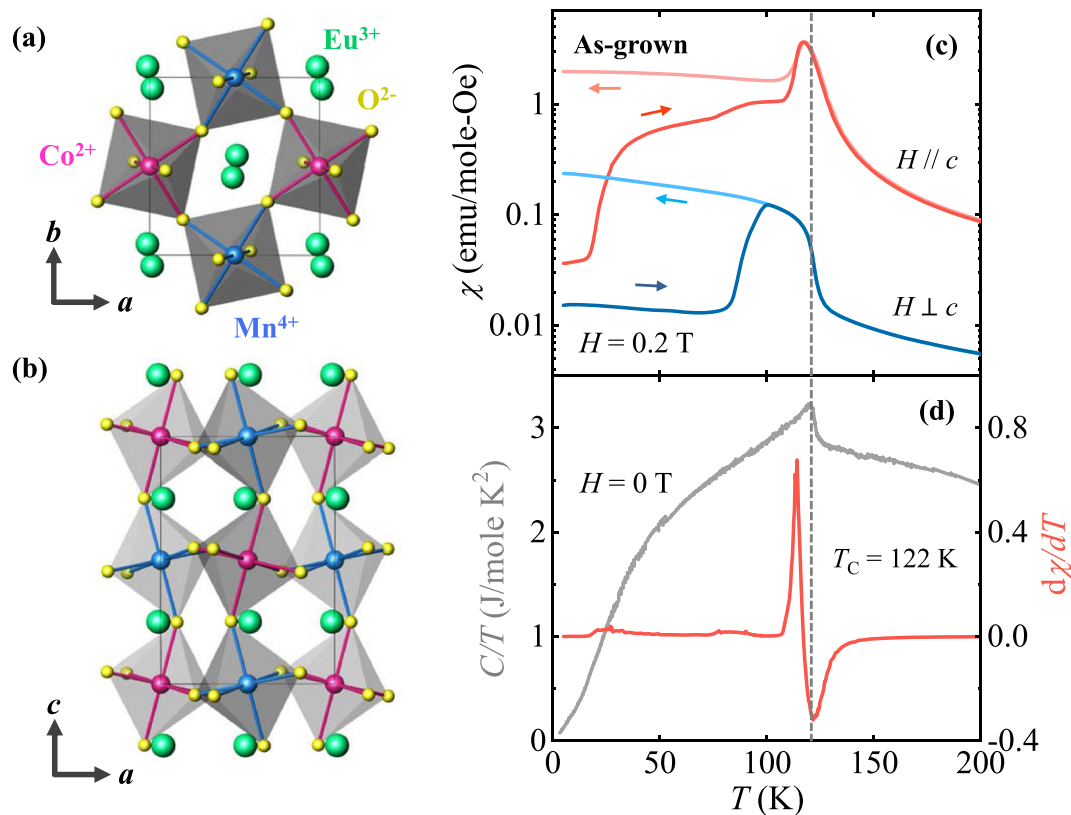 (a)
Eu³⁺
O²⁻
Co²⁺
Mn⁴⁺
b
a
(b)
c
a
As-grown
(c)
χ (emu/mole-Oe)
1
0.1
0.01
H // c
H ⊥ c
H = 0.2 T
(d)
C/T (J/mole K²)
3
2
1
0
H = 0 T
T_C = 122 K
dχ/dT
0.8
0.4
0.0
-0.4
0
50
100
150
200
T (K)